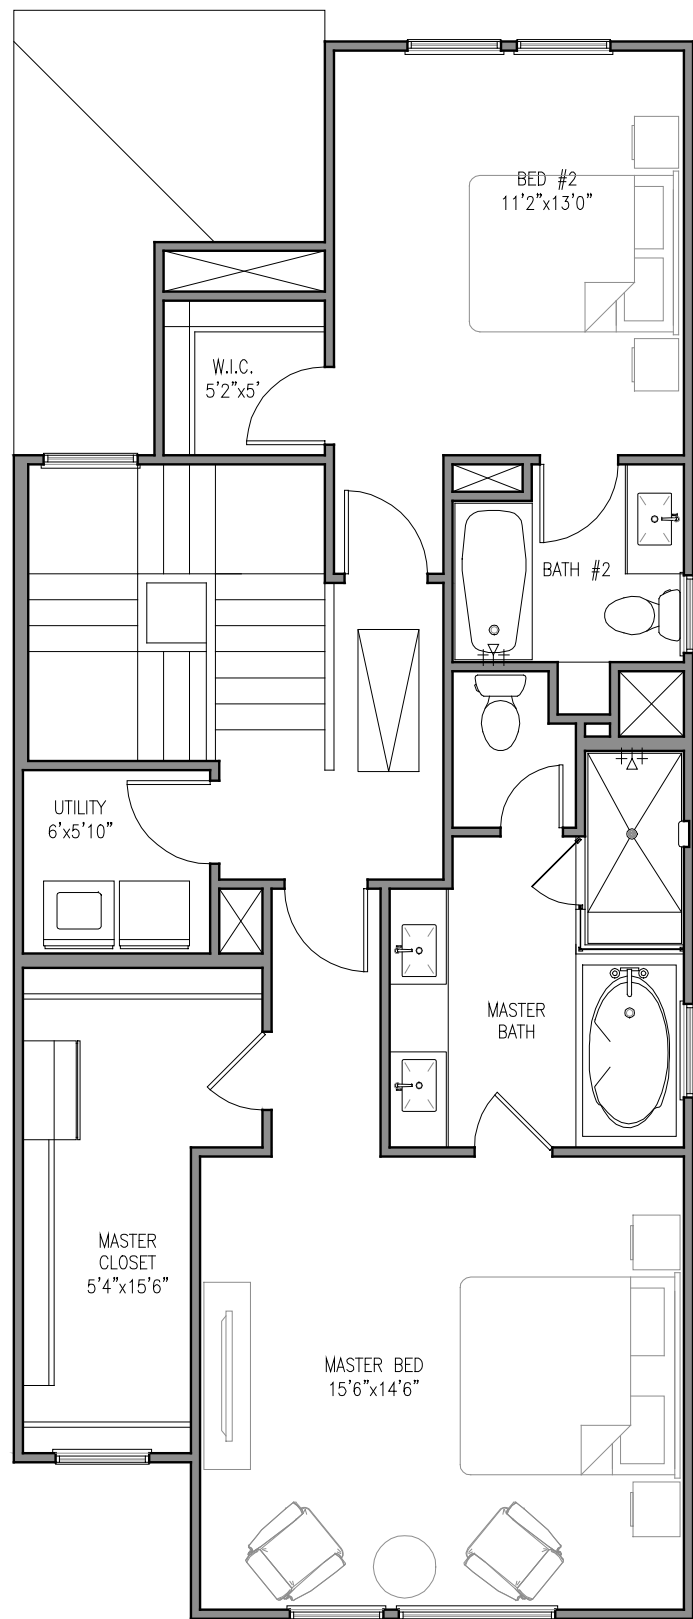 BED #2
11'2"x13'0"
W.I.C.
5'2"x5'
BATH #2
UTILITY
6'x5'10"
MASTER
BATH
MASTER
CLOSET
5'4"x15'6"
MASTER BED
15'6"x14'6"